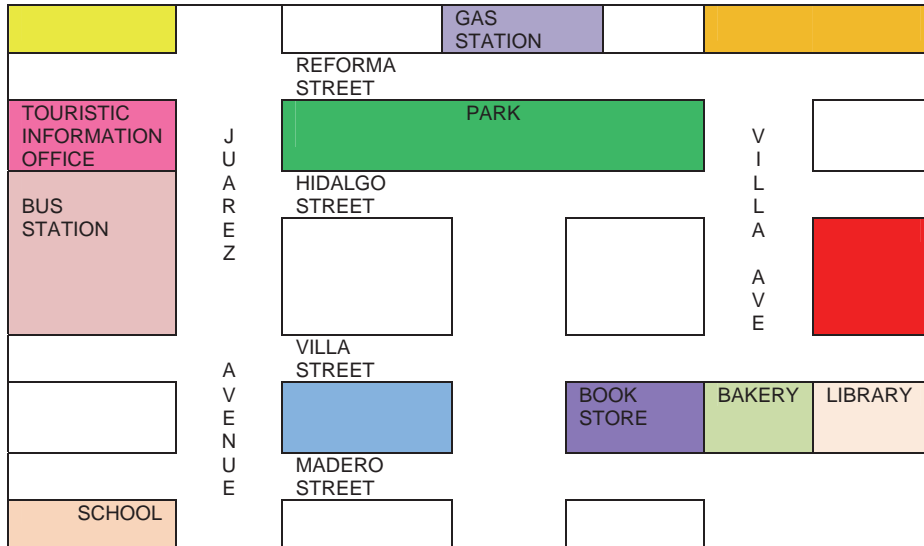 GAS
STATION
REFORMA
STREET
TOURISTIC
INFORMATION
OFFICE
PARK
J
U
A
R
E
Z
V
I
L
L
A
A
V
E
HIDALGO
STREET
BUS
STATION
VILLA
STREET
A
V
E
N
U
E
BOOK
STORE
BAKERY
LIBRARY
MADERO
STREET
SCHOOL